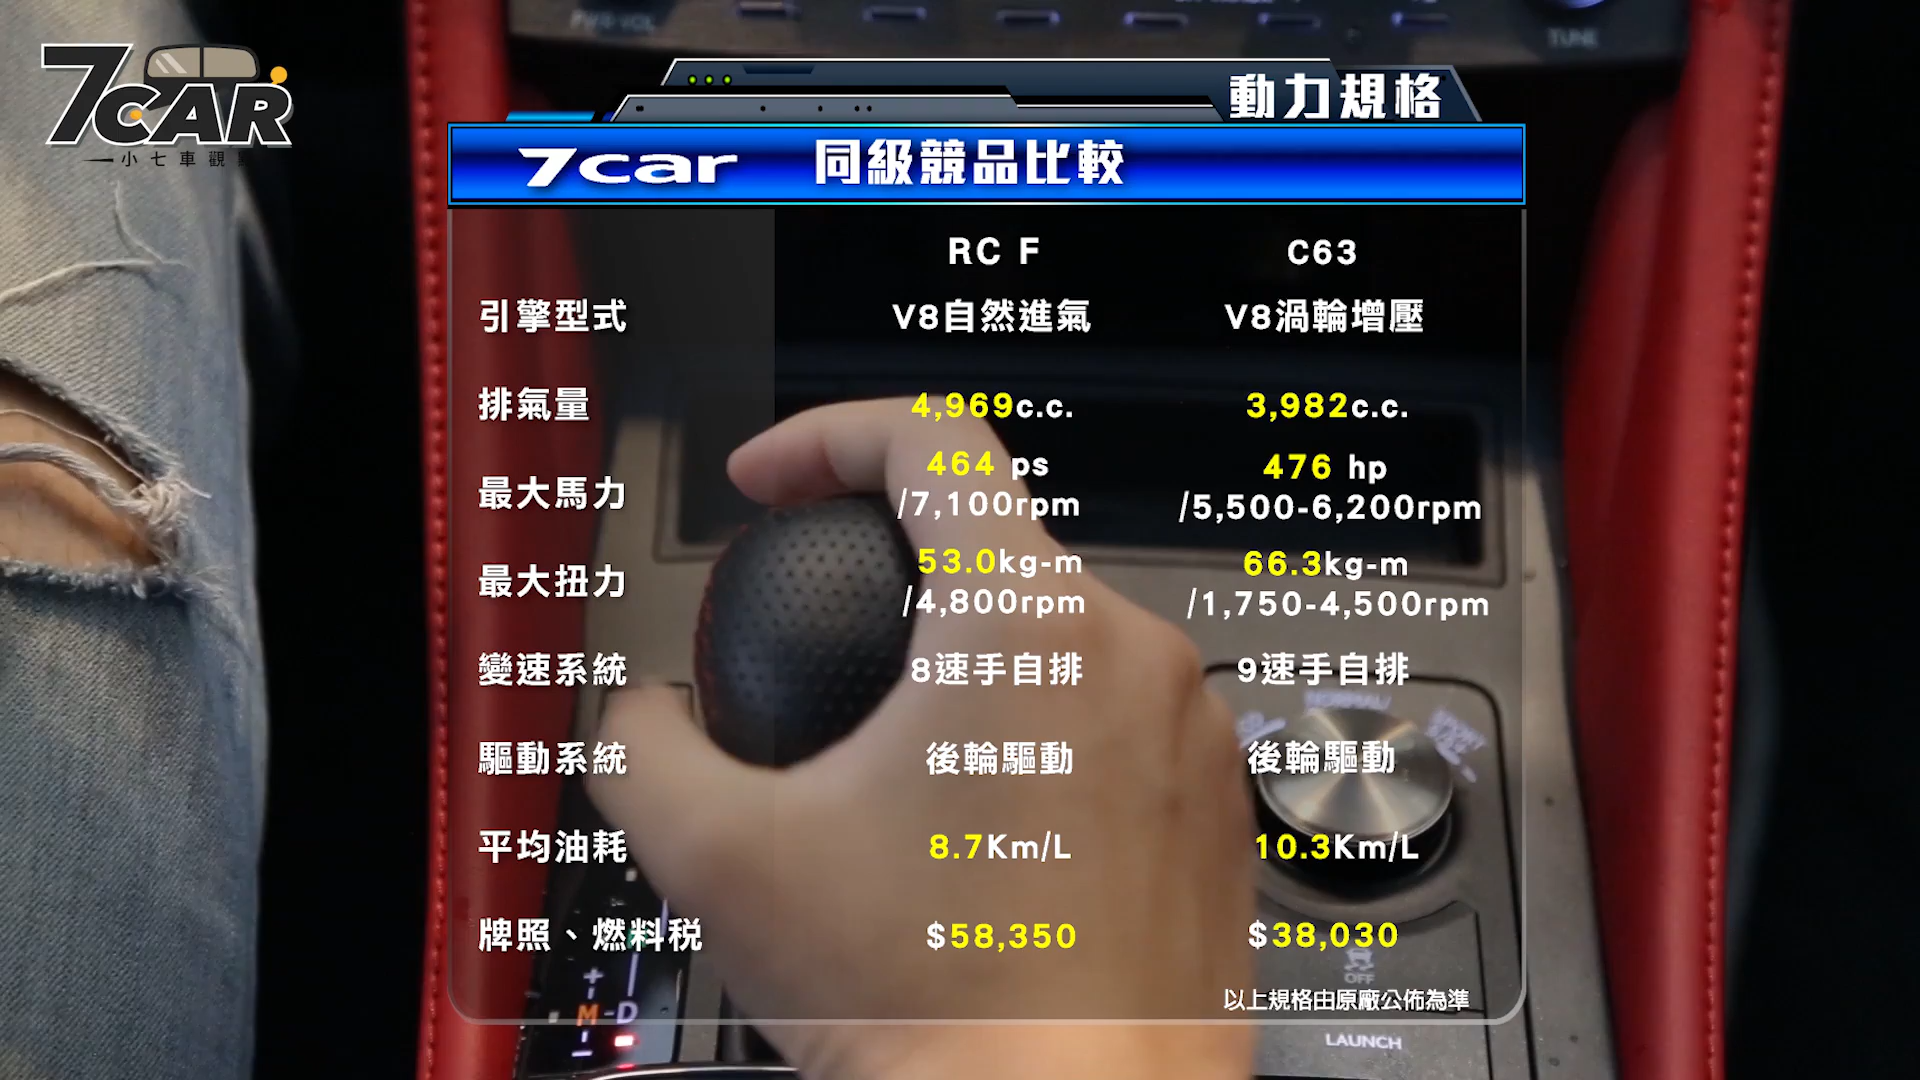 7CAR
小七車觀
動力規格
7car 同級競品比較
RC F C63
引擎型式 V8自然進氣 V8渦輪增壓
排氣量 4,969c.c. 3,982c.c.
最大馬力 464 ps /7,100rpm 476 hp /5,500-6,200rpm
最大扭力 53.0kg-m /4,800rpm 66.3kg-m /1,750-4,500rpm
變速系統 8速手自排 9速手自排
驅動系統 後輪驅動 後輪驅動
平均油耗 8.7Km/L 10.3Km/L
牌照、燃料税 $58,350 $38,030
以上規格由原廠公佈為準
PWR·VOL
TUNE
NORMAL
OFF
LAUNCH
+
M-D
−